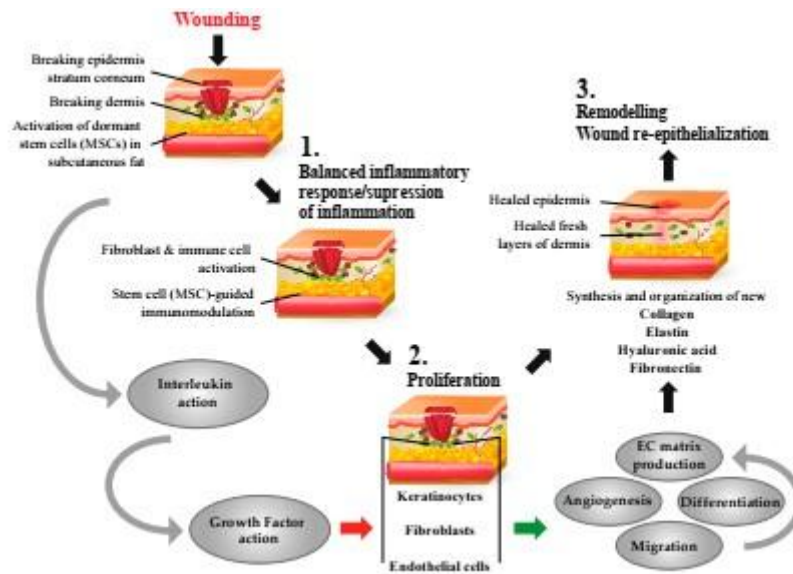 Wounding
Breaking epidermis
stratum corneum
Breaking dermis
Activation of dormant
stem cells (MSCs) in
subcutaneous fat
1.
Balanced inflammatory
response/supression
of inflammation
Fibroblast & immune cell
activation
Stem cell (MSC)-guided
immunomodulation
2.
Proliferation
Keratinocytes
Fibroblasts
Endothelial cells
Interleukin
action
Growth Factor
action
3.
Remodelling
Wound re-epithelialization
Healed epidermis
Healed fresh
layers of dermis
Synthesis and organization of new
Collagen
Elastin
Hyaluronic acid
Fibronectin
EC matrix
production
Angiogenesis
Differentiation
Migration